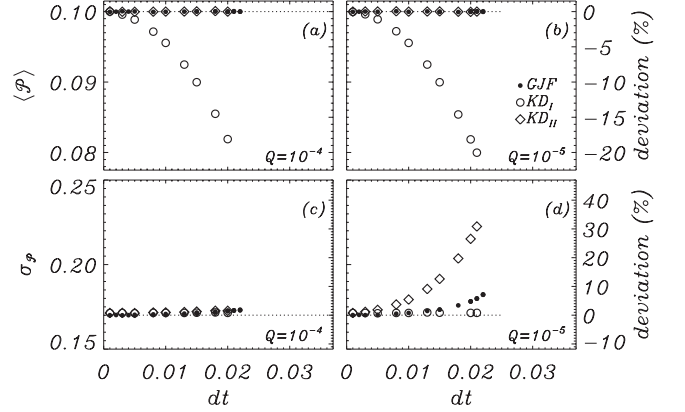 0.10 (a) (b) 0
⟨𝒫⟩ 0.09 GJF −5 deviation (%)
KD_I −10
KD_II −15
0.08 Q=10⁻⁴ Q=10⁻⁵ −20
0.25 (c) (d) 40
30
σ_𝒫 0.20 20 deviation (%)
10
0
0.15 Q=10⁻⁴ Q=10⁻⁵ −10
0 0.01 0.02 0.03 0 0.01 0.02 0.03
dt dt